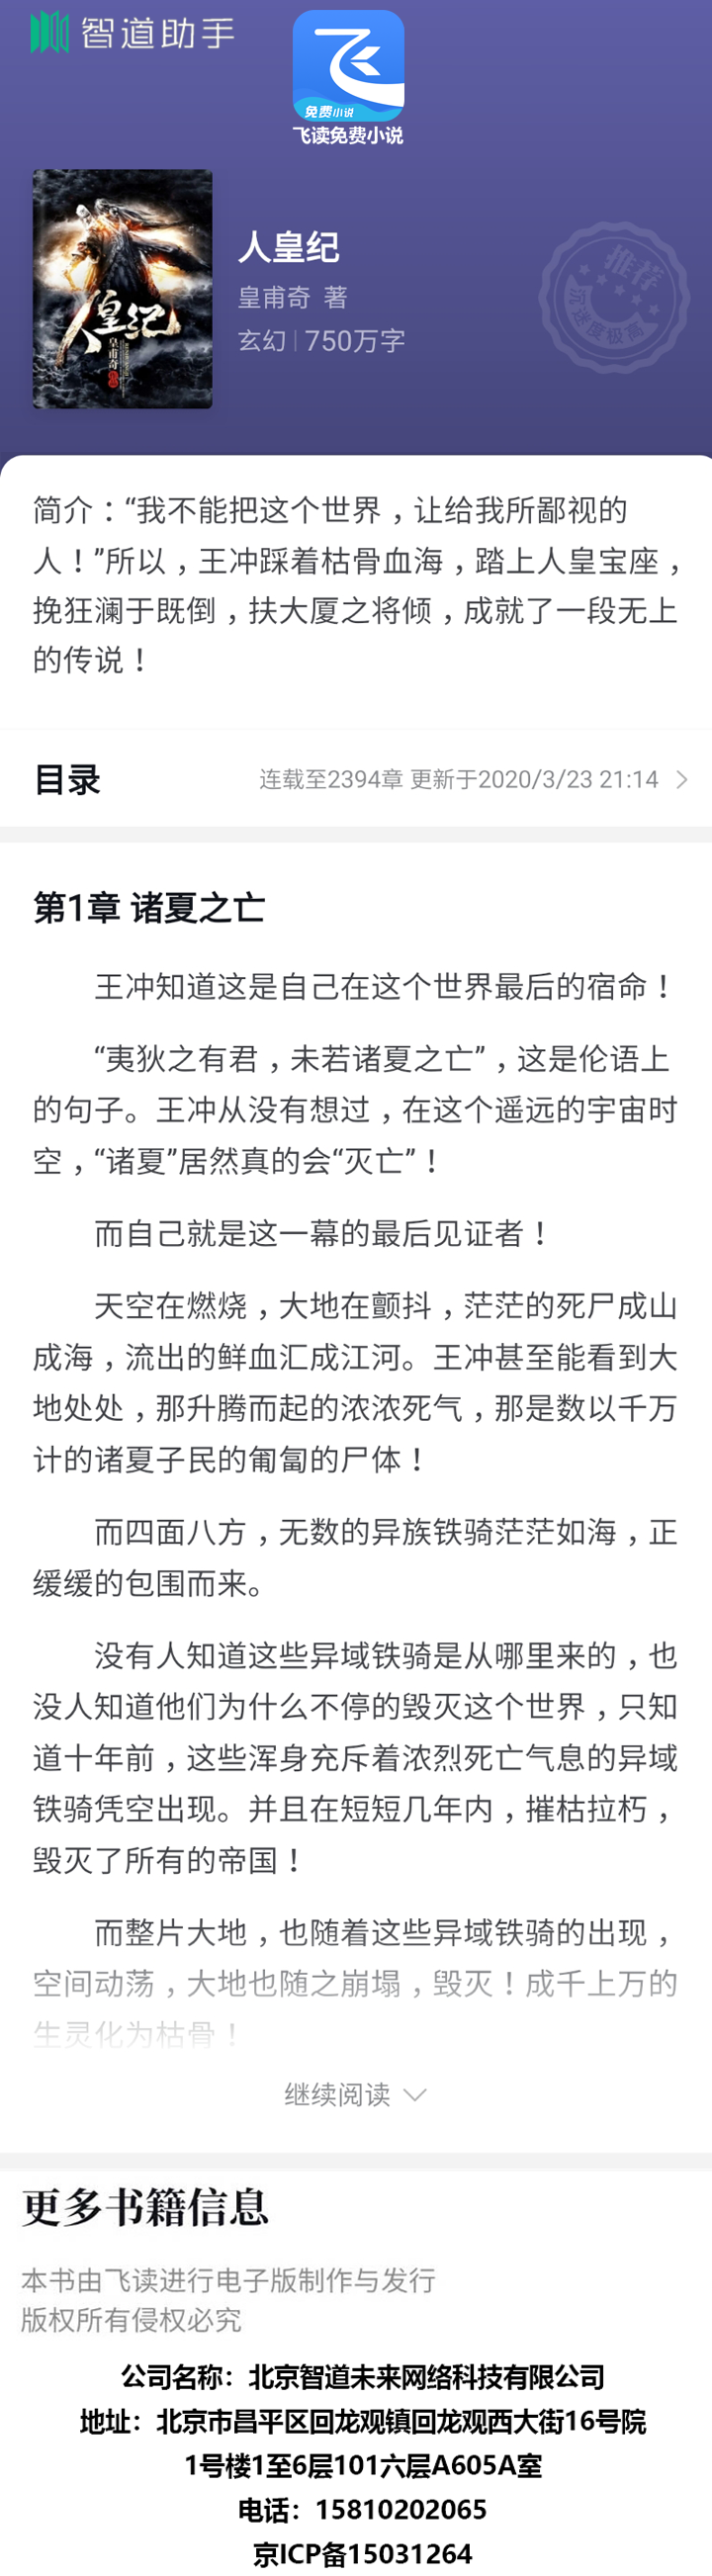 智道助手
免费小说
飞读免费小说
人皇纪
皇甫奇
人皇纪
皇甫奇 著
玄幻 | 750万字
推荐
沉迷度极高
简介：“我不能把这个世界，让给我所鄙视的
人！”所以，王冲踩着枯骨血海，踏上人皇宝座，
挽狂澜于既倒，扶大厦之将倾，成就了一段无上
的传说！
目录
连载至2394章 更新于2020/3/23 21:14
第1章 诸夏之亡
王冲知道这是自己在这个世界最后的宿命！
“夷狄之有君，未若诸夏之亡”，这是伦语上
的句子。王冲从没有想过，在这个遥远的宇宙时
空，“诸夏”居然真的会“灭亡”！
而自己就是这一幕的最后见证者！
天空在燃烧，大地在颤抖，茫茫的死尸成山
成海，流出的鲜血汇成江河。王冲甚至能看到大
地处处，那升腾而起的浓浓死气，那是数以千万
计的诸夏子民的匍匐的尸体！
而四面八方，无数的异族铁骑茫茫如海，正
缓缓的包围而来。
没有人知道这些异域铁骑是从哪里来的，也
没人知道他们为什么不停的毁灭这个世界，只知
道十年前，这些浑身充斥着浓烈死亡气息的异域
铁骑凭空出现。并且在短短几年内，摧枯拉朽，
毁灭了所有的帝国！
而整片大地，也随着这些异域铁骑的出现，
空间动荡，大地也随之崩塌，毁灭！成千上万的
生灵化为枯骨！
继续阅读
更多书籍信息
本书由飞读进行电子版制作与发行
版权所有侵权必究
公司名称：北京智道未来网络科技有限公司
地址：北京市昌平区回龙观镇回龙观西大街16号院
1号楼1至6层101六层A605A室
电话：15810202065
京ICP备15031264